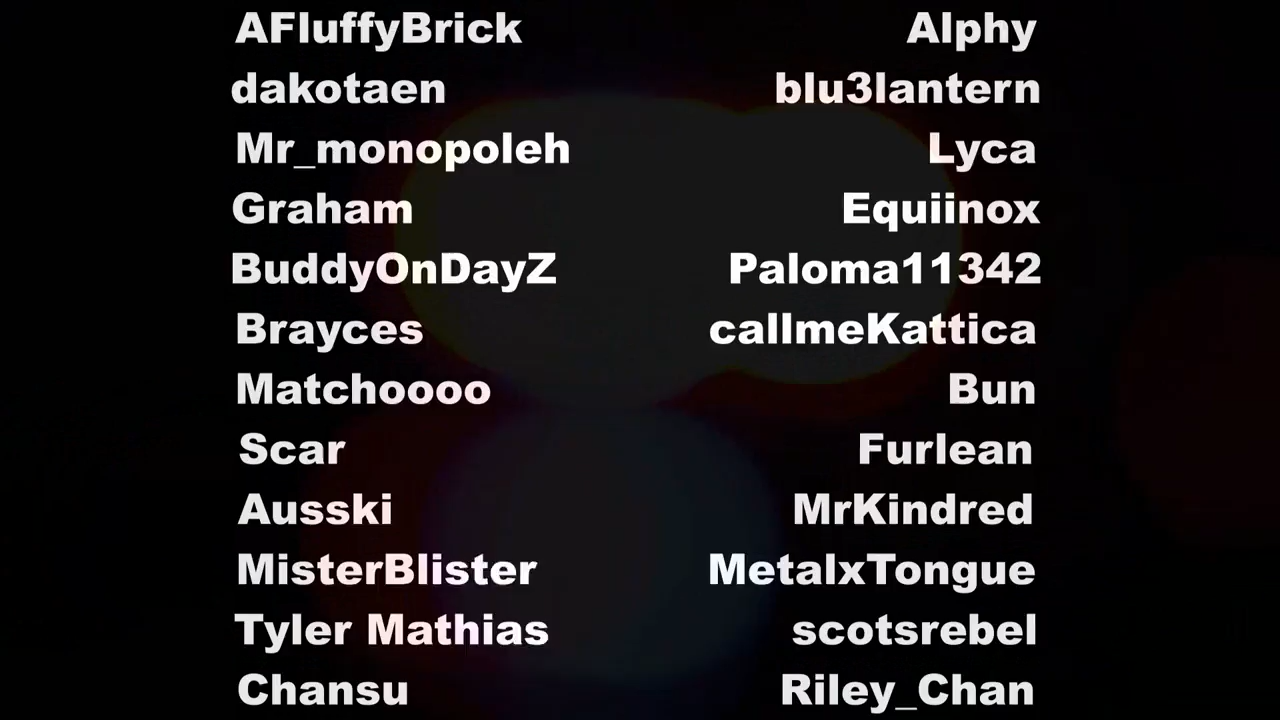 AFluffyBrick Alphy
dakotaen blu3lantern
Mr_monopoleh Lyca
Graham Equiinox
BuddyOnDayZ Paloma11342
Brayces callmeKattica
Matchoooo Bun
Scar Furlean
Ausski MrKindred
MisterBlister MetalxTongue
Tyler Mathias scotsrebel
Chansu Riley_Chan